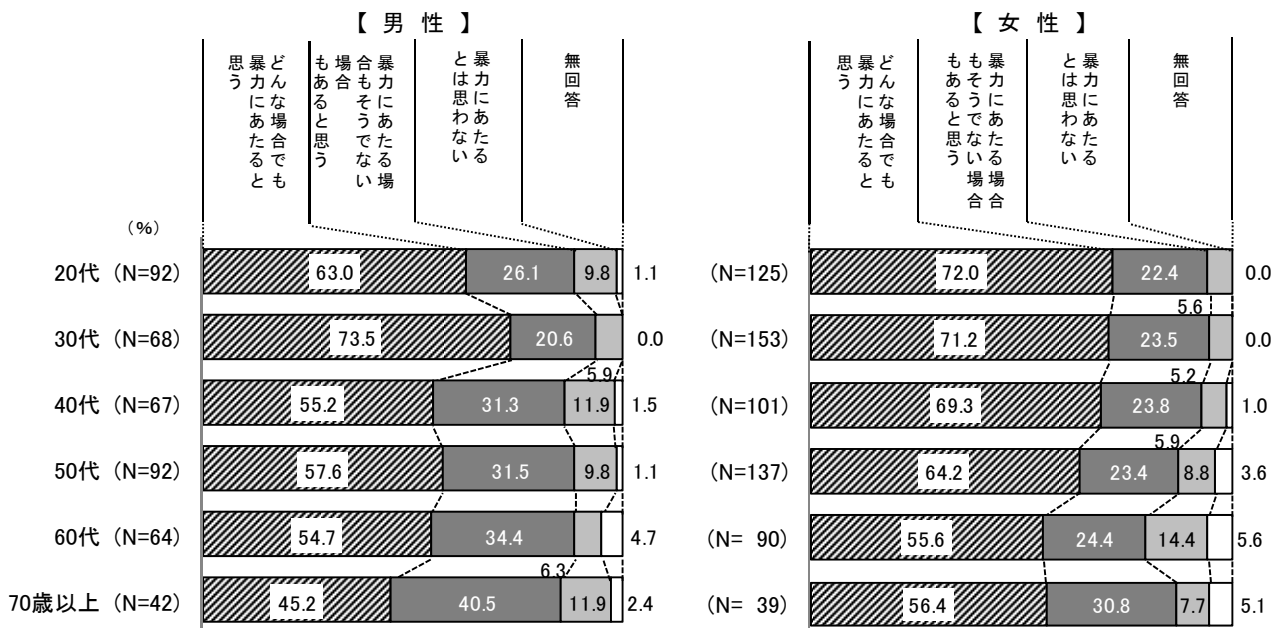 【 男 性 】
【 女 性 】
どんな場合でも
暴力にあたると
思う
暴力にあたる場
合もそうでない
場合
もあると思う
暴力にあたる
とは思わない
無回答
どんな場合でも
暴力にあたると
思う
暴力にあたる場合
もそうでない場合
もあると思う
暴力にあたる
とは思わない
無回答
(%)
20代 (N=92) 63.0 26.1 9.8 1.1
(N=125) 72.0 22.4 5.6 0.0
30代 (N=68) 73.5 20.6 5.9 0.0
(N=153) 71.2 23.5 5.2 0.0
40代 (N=67) 55.2 31.3 11.9 1.5
(N=101) 69.3 23.8 5.9 1.0
50代 (N=92) 57.6 31.5 9.8 1.1
(N=137) 64.2 23.4 8.8 3.6
60代 (N=64) 54.7 34.4 6.3 4.7
(N= 90) 55.6 24.4 14.4 5.6
70歳以上 (N=42) 45.2 40.5 11.9 2.4
(N= 39) 56.4 30.8 7.7 5.1